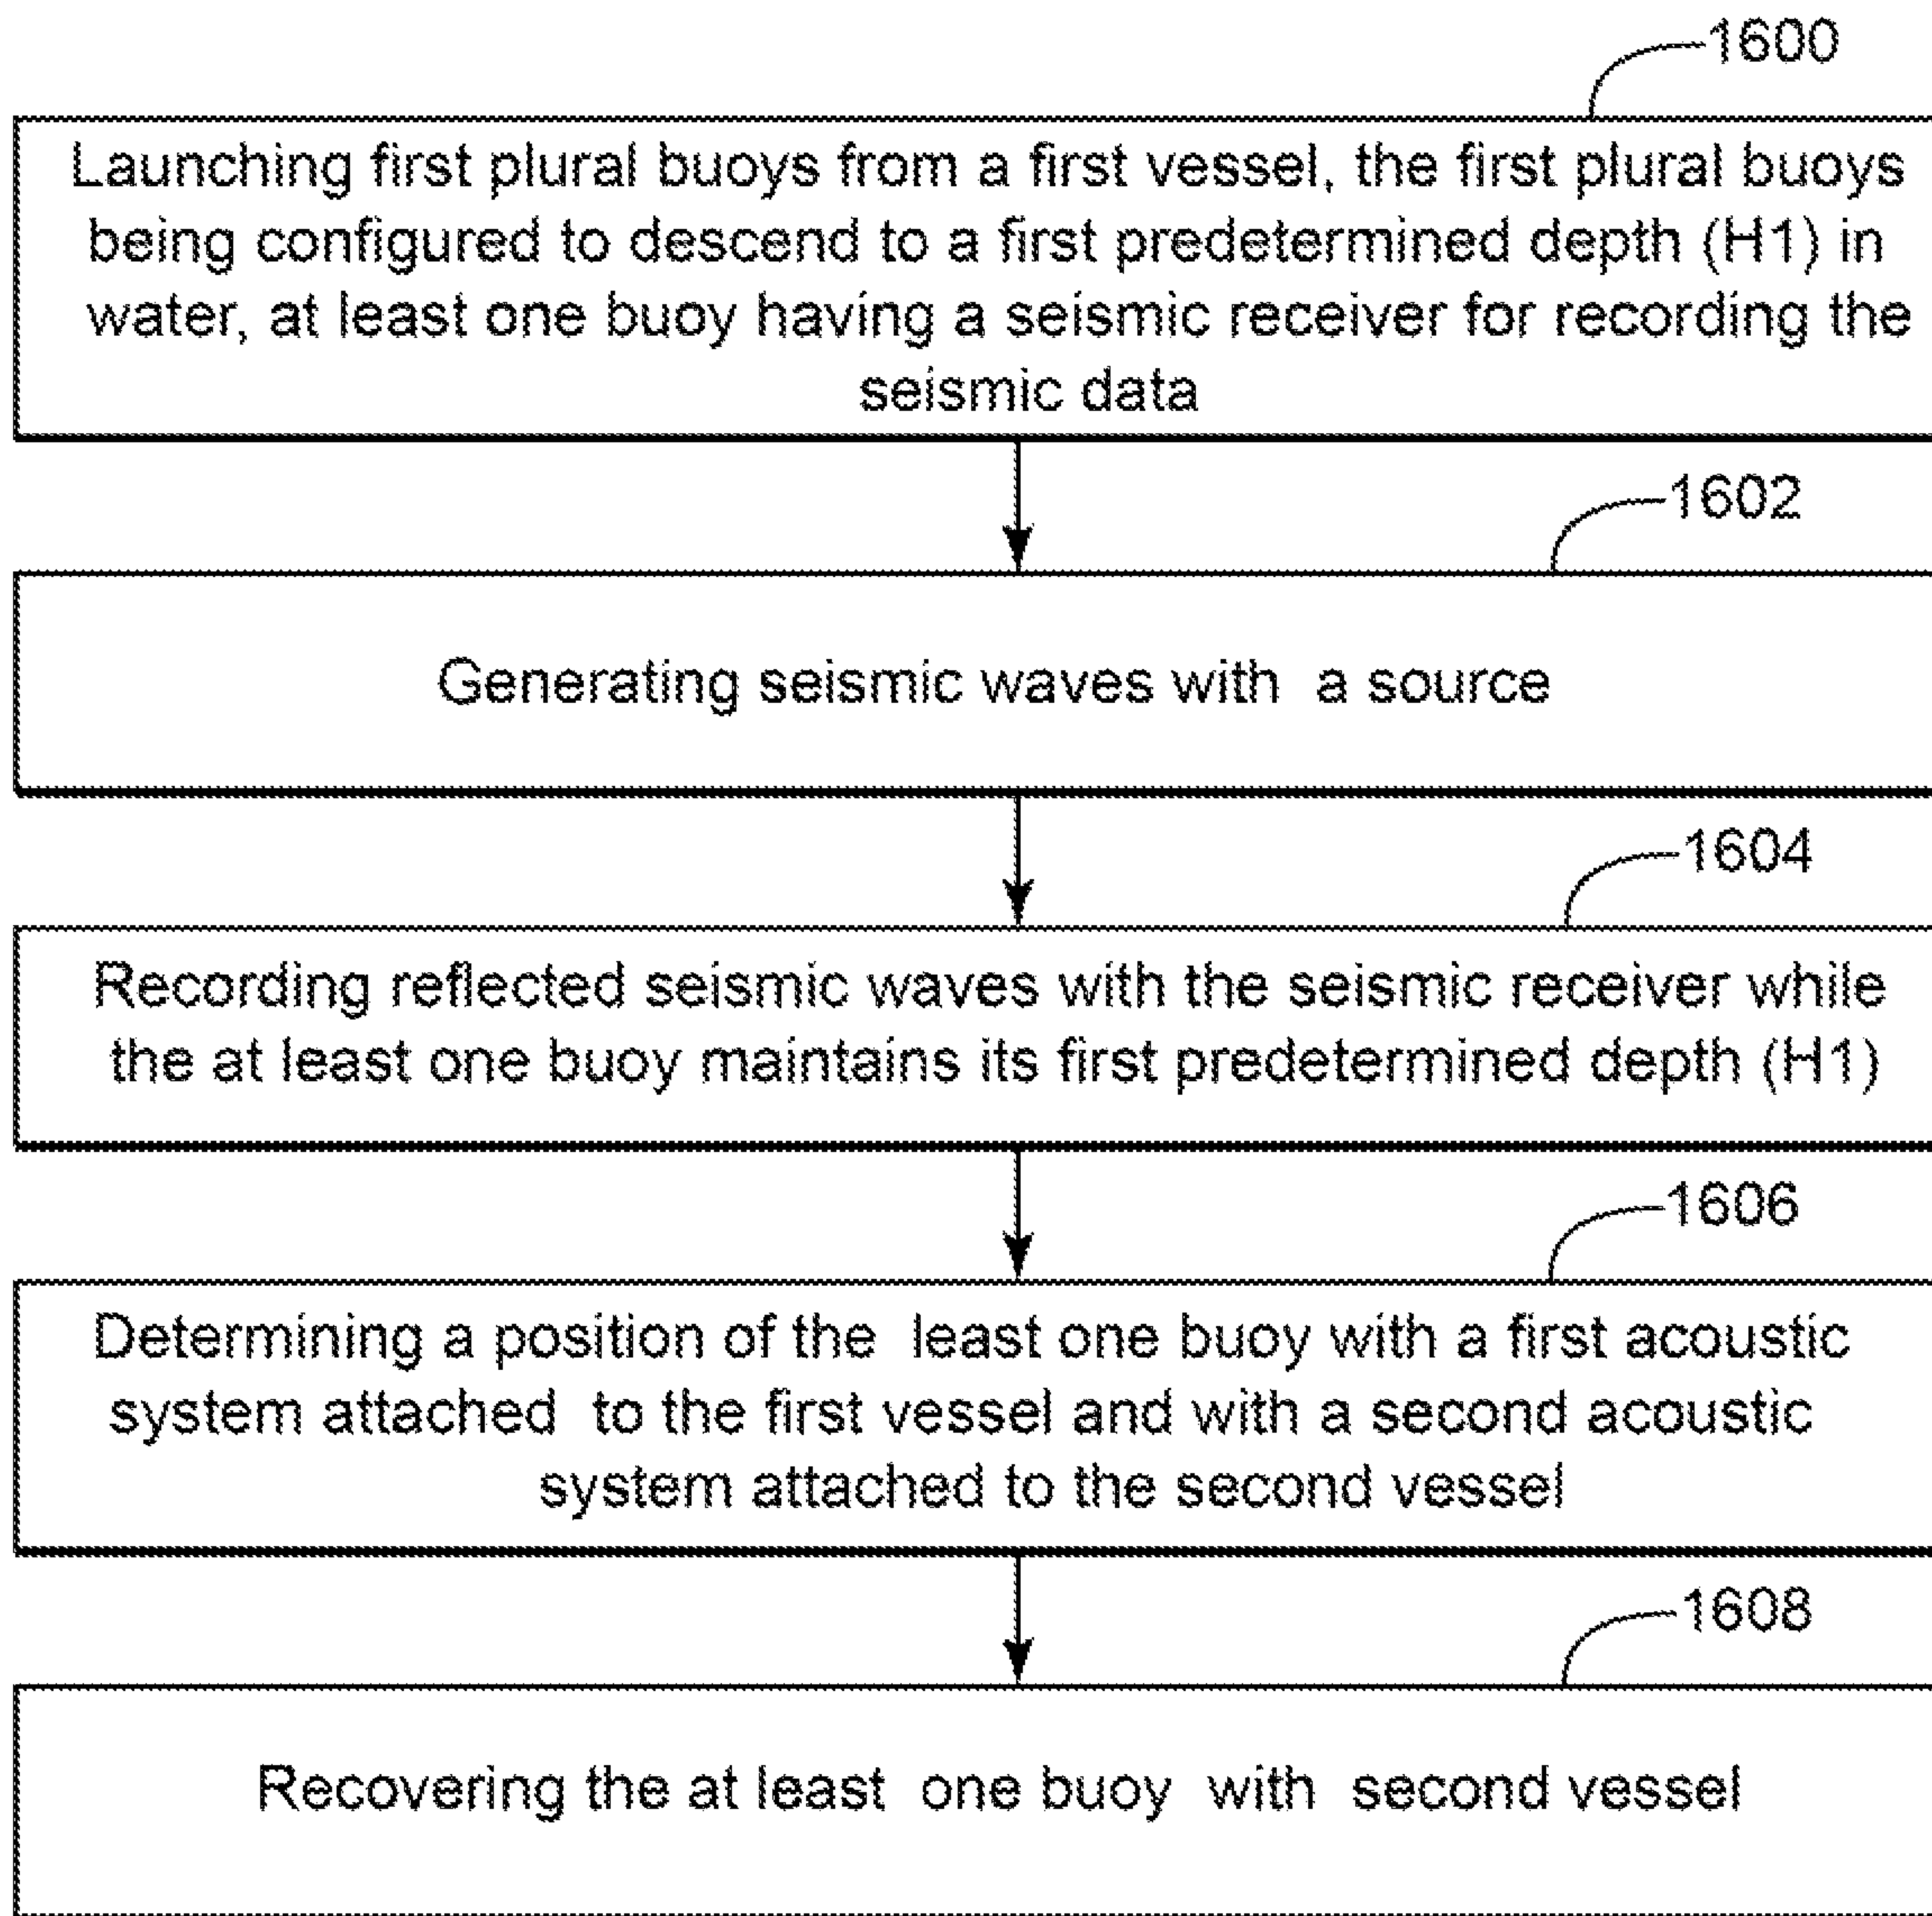 1600
Launching first plural buoys from a first vessel, the first plural buoys
being configured to descend to a first predetermined depth (H1) in
water, at least one buoy having a seismic receiver for recording the
seismic data
1602
Generating seismic waves with a source
1604
Recording reflected seismic waves with the seismic receiver while
the at least one buoy maintains its first predetermined depth (H1)
1606
Determining a position of the least one buoy with a first acoustic
system attached to the first vessel and with a second acoustic
system attached to the second vessel
1608
Recovering the at least one buoy with second vessel